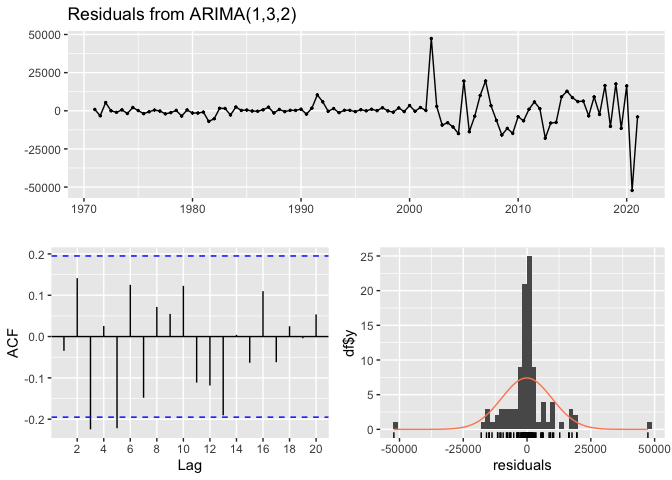 Residuals from ARIMA(1,3,2)
50000
25000
0
-25000
-50000
1970 1980 1990 2000 2010 2020
0.2
0.1
0.0
-0.1
-0.2
ACF
2 4 6 8 10 12 14 16 18 20
Lag
25
20
15
10
5
0
df$y
-50000 -25000 0 25000 50000
residuals